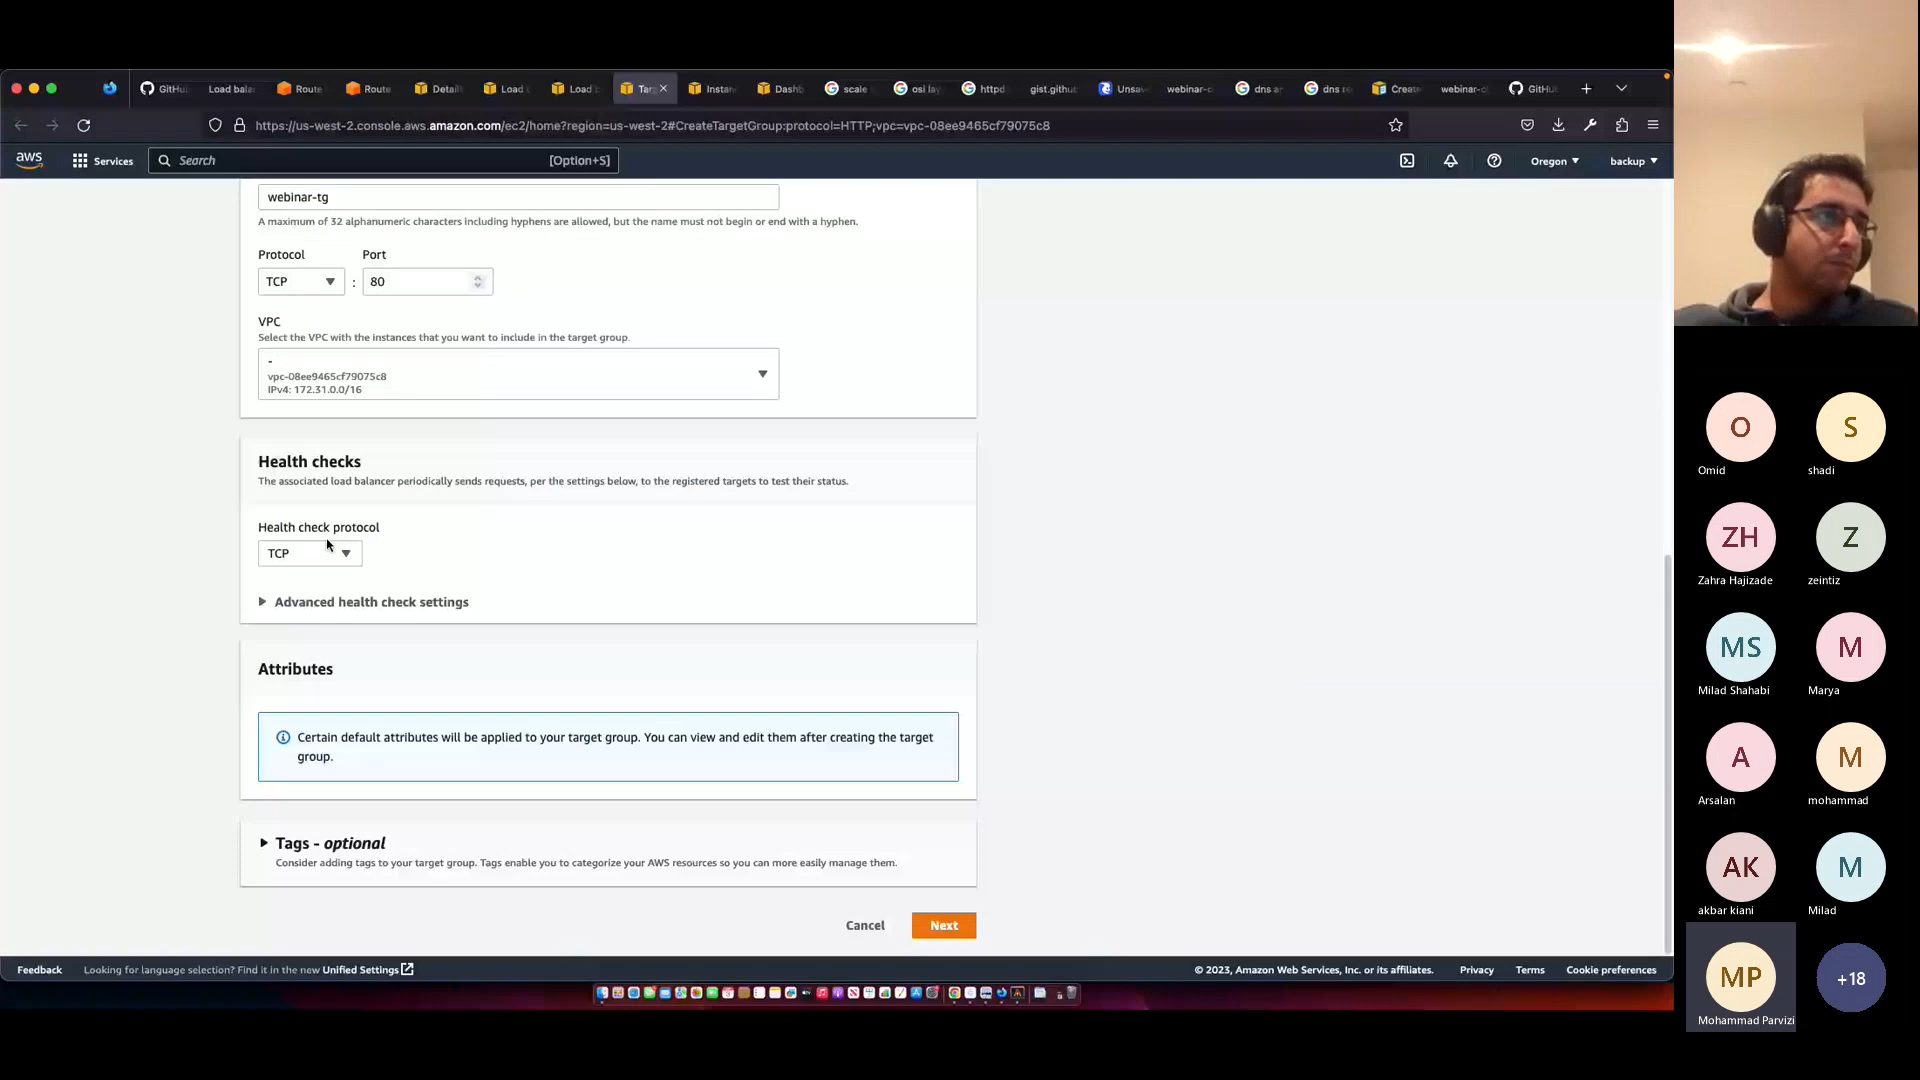 GitHu
Load bala
Route
Route
Detail
Load
Load
Tar
Instan
Dashb
scale
osi lay
httpd
gist.githu
Unsa
webinar-c
dns a
dns re
Create
webinar-c
GitHu
https://us-west-2.console.aws.amazon.com/ec2/home?region=us-west-2#CreateTargetGroup:protocol=HTTP;vpc=vpc-08ee9465cf79075c8
aws
Services
Search
[Option+S]
Oregon
backup
webinar-tg
A maximum of 32 alphanumeric characters including hyphens are allowed, but the name must not begin or end with a hyphen.
Protocol
Port
TCP
:
80
VPC
Select the VPC with the instances that you want to include in the target group.
-
vpc-08ee9465cf79075c8
IPv4: 172.31.0.0/16
Health checks
The associated load balancer periodically sends requests, per the settings below, to the registered targets to test their status.
Health check protocol
TCP
Advanced health check settings
Attributes
Certain default attributes will be applied to your target group. You can view and edit them after creating the target
group.
Tags - optional
Consider adding tags to your target group. Tags enable you to categorize your AWS resources so you can more easily manage them.
Cancel
Next
Feedback
Looking for language selection? Find it in the new Unified Settings
© 2023, Amazon Web Services, Inc. or its affiliates.
Privacy
Terms
Cookie preferences
O
Omid
S
shadi
ZH
Zahra Hajizade
Z
zeintiz
MS
Milad Shahabi
M
Marya
A
Arsalan
M
mohammad
AK
akbar kiani
M
Milad
MP
Mohammad Parvizi
+18